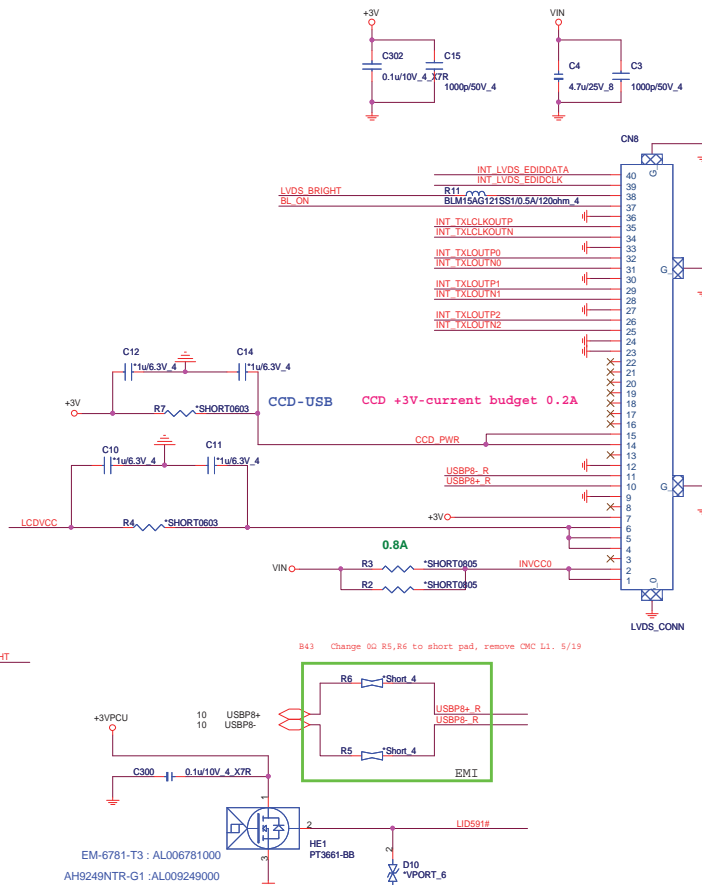 +3V
VIN
C302
0.1u/10V_4_X7R
C15
1000p/50V_4
C4
4.7u/25V_8
C3
1000p/50V_4
CN8
G_
INT_LVDS_EDIDDATA
40
INT_LVDS_EDIDCLK
39
LVDS_BRIGHT
R11
38
BL_ON
BLM15AG121SS1/0.5A/120ohm_4
37
36
INT_TXLCLKOUTP
35
INT_TXLCLKOUTN
34
33
INT_TXLOUTP0
32
INT_TXLOUTN0
31
G_
30
INT_TXLOUTP1
29
INT_TXLOUTN1
28
27
INT_TXLOUTP2
26
INT_TXLOUTN2
25
24
23
22
21
20
19
18
17
16
C12
*1u/6.3V_4
C14
*1u/6.3V_4
+3V
R7
*SHORT0603
CCD-USB
CCD +3V-current budget 0.2A
15
CCD_PWR
14
13
12
C10
*1u/6.3V_4
C11
*1u/6.3V_4
USBP8-_R
11
USBP8+_R
10
G_
9
8
+3V
7
LCDVCC
R4
*SHORT0603
6
5
4
3
0.8A
VIN
R3
*SHORT0805
INVCC0
2
R2
*SHORT0805
1
G_0
LVDS_CONN
B43 Change 0Ω R5,R6 to short pad, remove CMC L1. 5/19
HT
R6
*Short_4
+3VPCU
10 USBP8+
USBP8+_R
10 USBP8-
USBP8-_R
R5
*Short_4
EMI
C300
0.1u/10V_4_X7R
1
2
LID591#
HE1
PT3661-BB
3
EM-6781-T3 : AL006781000
AH9249NTR-G1 :AL009249000
2
D10
*VPORT_6